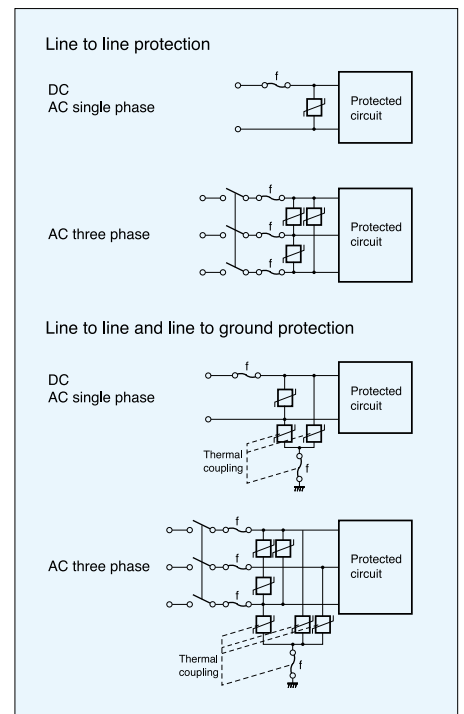 Line to line protection
DC
AC single phase
f
Protected
circuit
AC three phase
f
f
f
Protected
circuit
Line to line and line to ground protection
DC
AC single phase
f
Protected
circuit
Thermal
coupling
f
AC three phase
f
f
f
Protected
circuit
Thermal
coupling
f